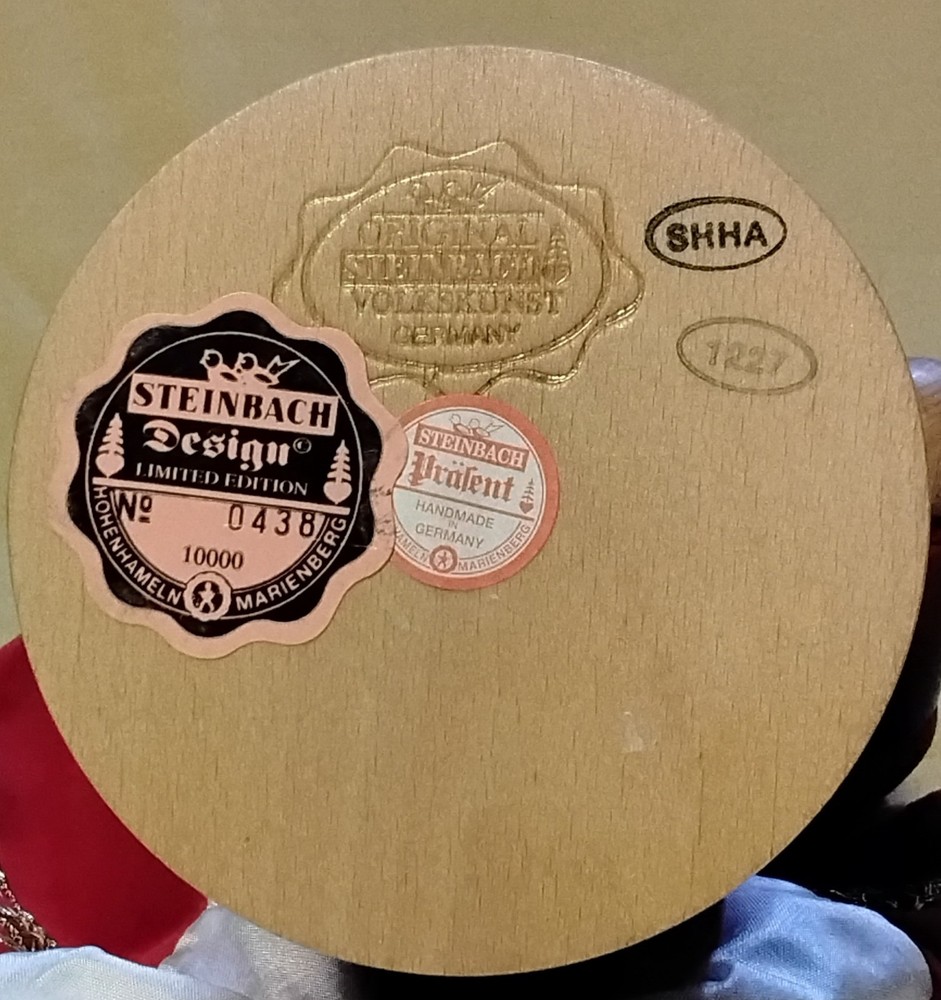 ORIGINAL
STEINBACH
VOLKSKUNST
GERMANY
SHHA
1227
STEINBACH
Design©
LIMITED EDITION
Nº 0438
10000
HOHENHAMELN MARIENBERG
STEINBACH
Präsent
HANDMADE
IN
GERMANY
HAMELN MARIENBERG